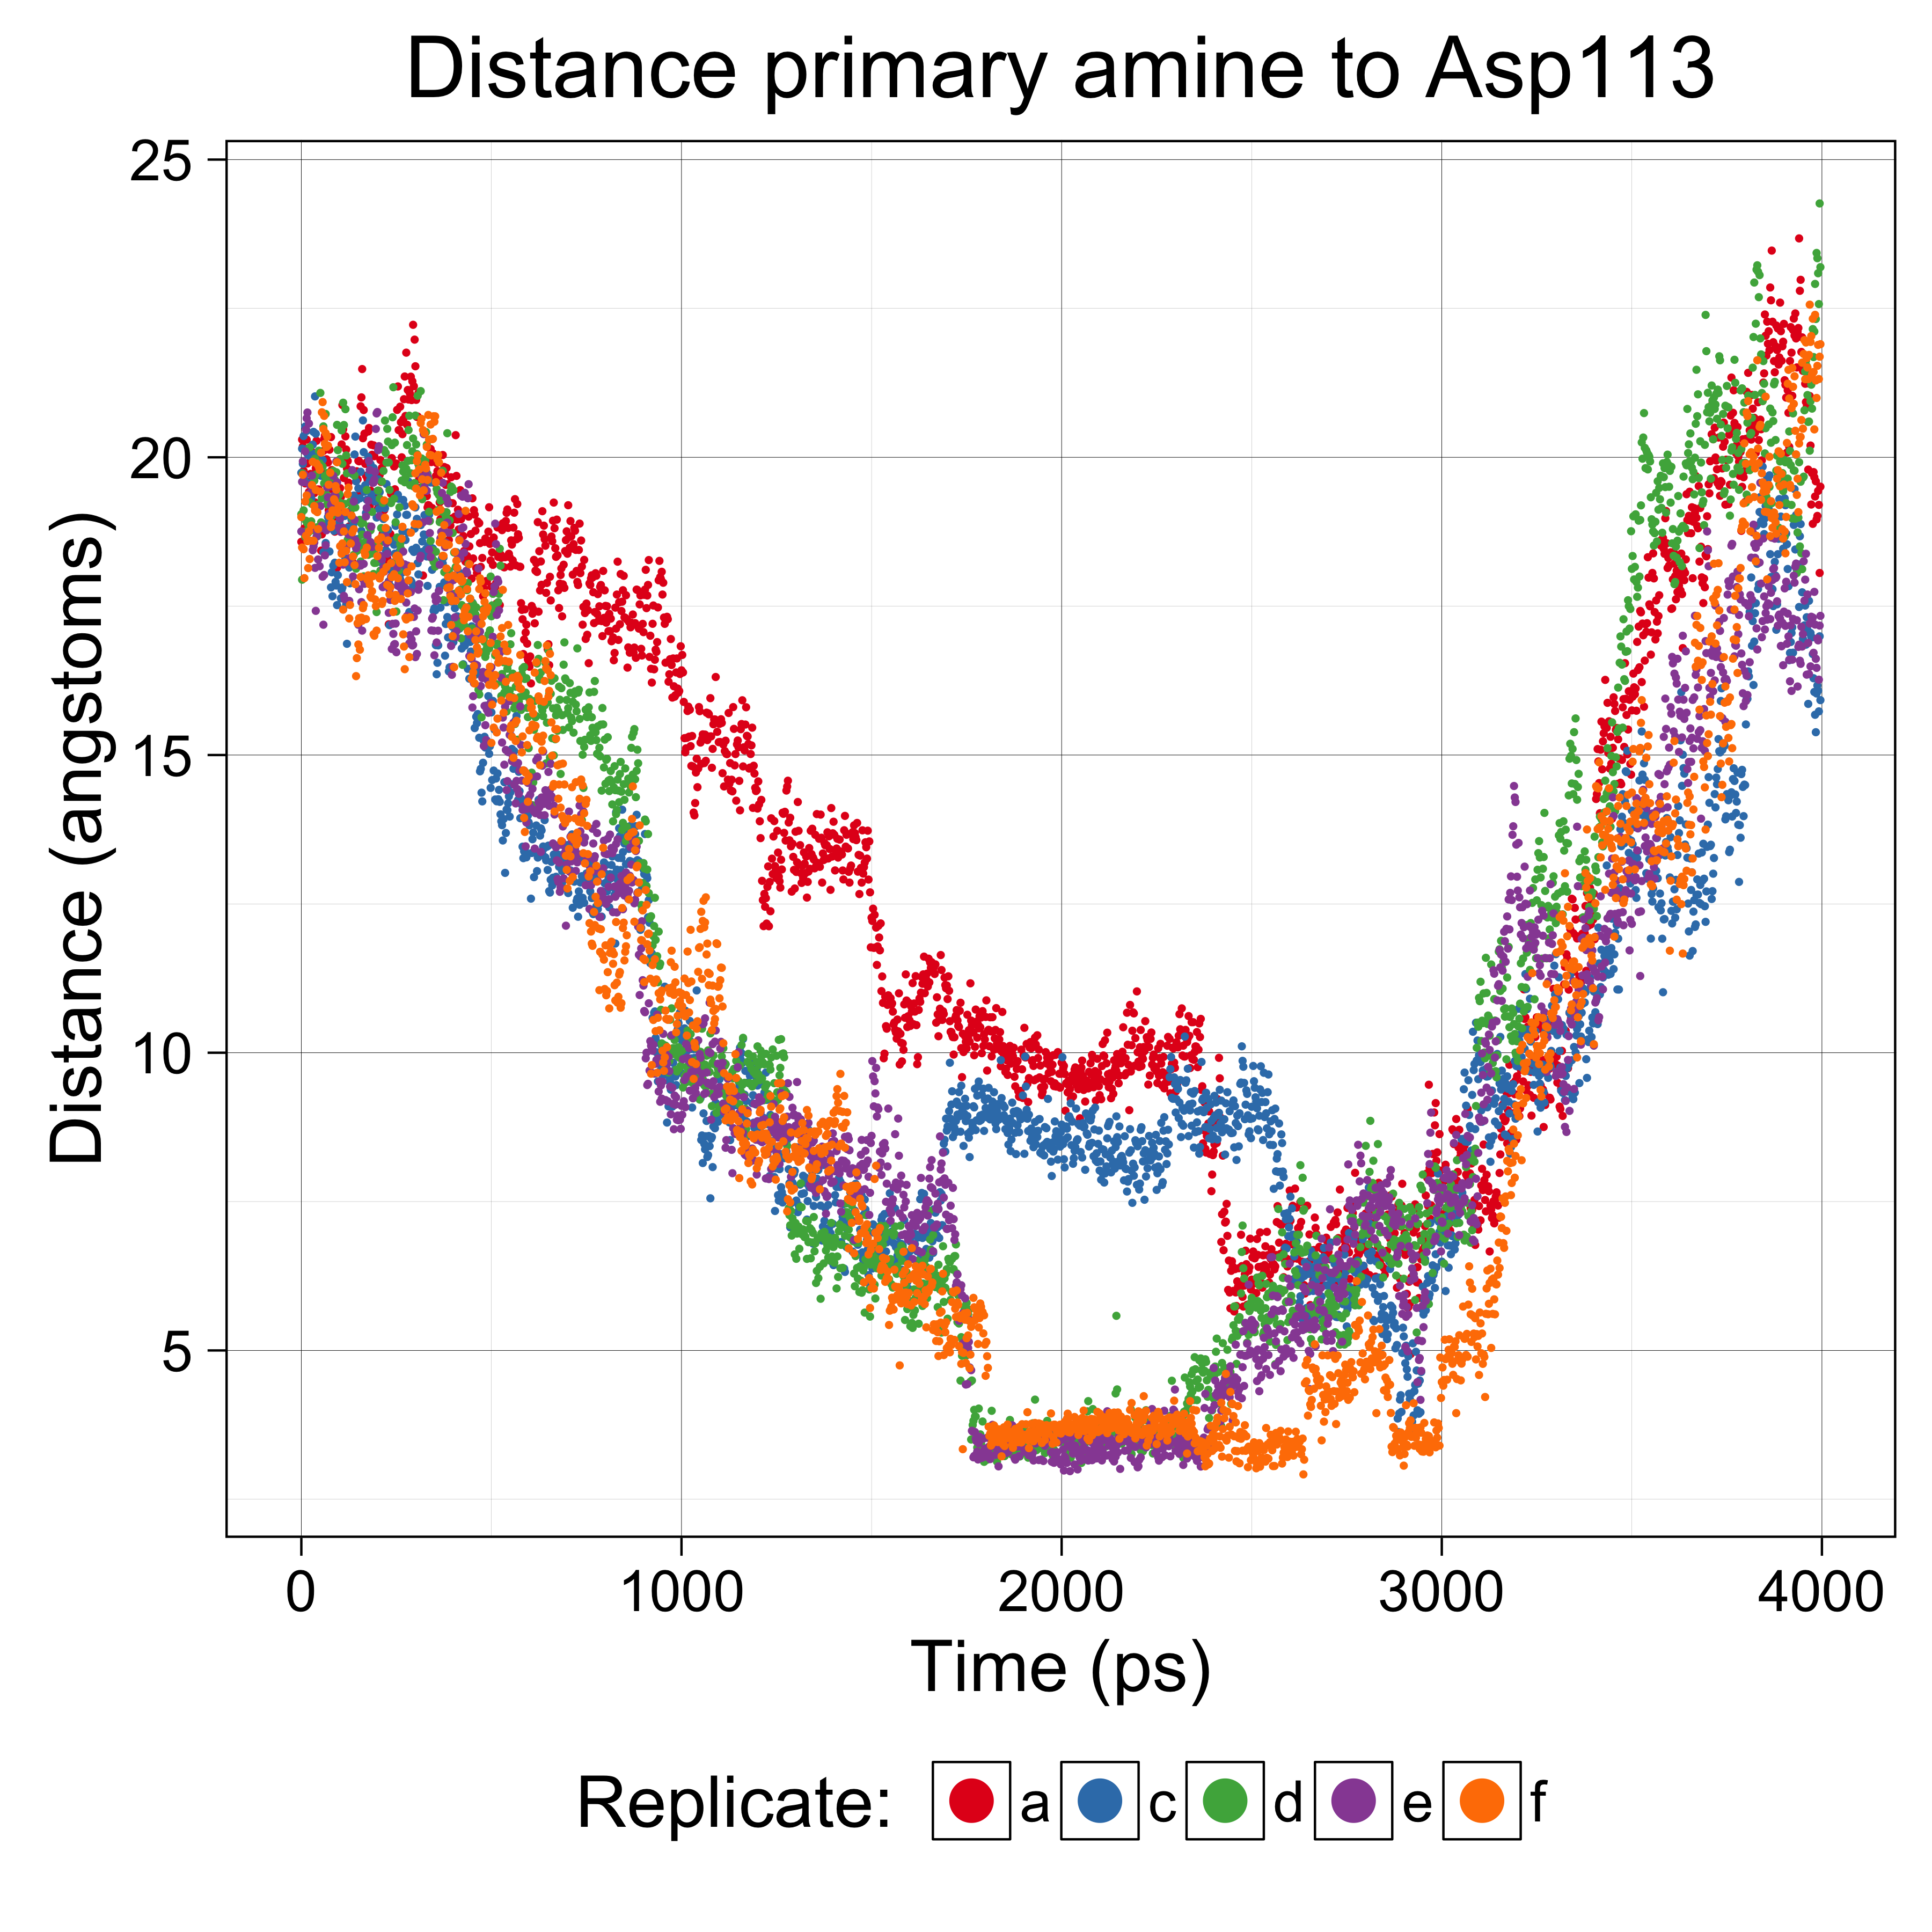 Distance primary amine to Asp113
Distance (angstoms)
25
20
15
10
5
0 1000 2000 3000 4000
Time (ps)
Replicate: a c d e f